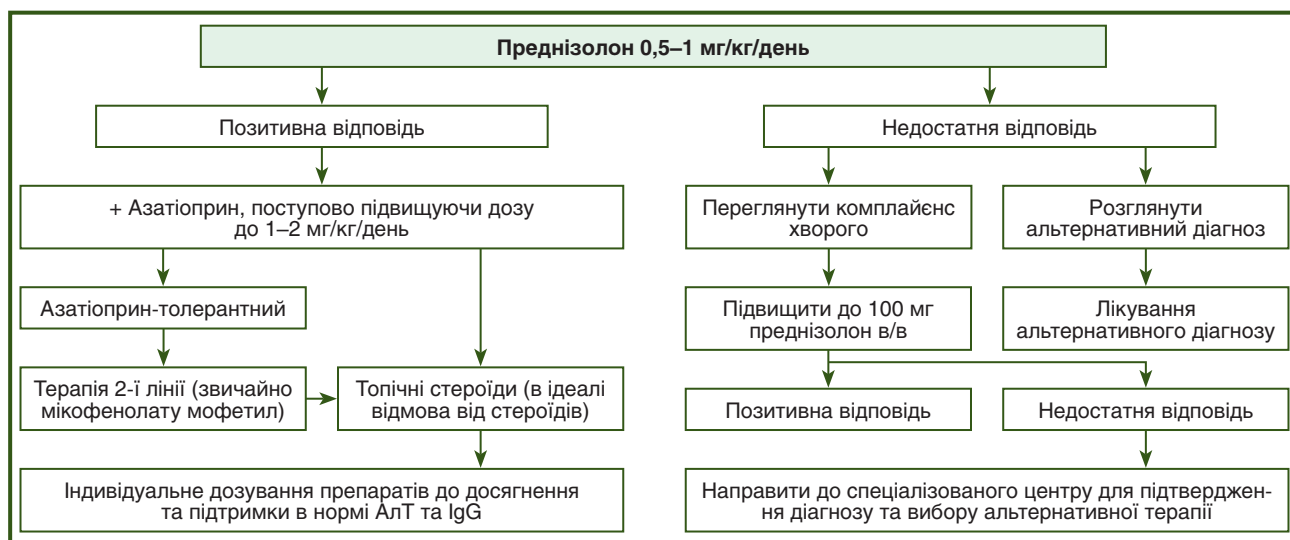 Преднізолон 0,5–1 мг/кг/день
Позитивна відповідь
Недостатня відповідь
+ Азатіоприн, поступово підвищуючи дозу
до 1–2 мг/кг/день
Переглянути комплайєнс
хворого
Розглянути
альтернативний діагноз
Азатіоприн-толерантний
Підвищити до 100 мг
преднізолон в/в
Лікування
альтернативного діагнозу
Терапія 2-ї лінії (звичайно
мікофенолату мофетил)
Топічні стероїди (в ідеалі
відмова від стероїдів)
Позитивна відповідь
Недостатня відповідь
Індивідуальне дозування препаратів до досягнення
та підтримки в нормі АлТ та IgG
Направити до спеціалізованого центру для підтверджен-
ня діагнозу та вибору альтернативної терапії